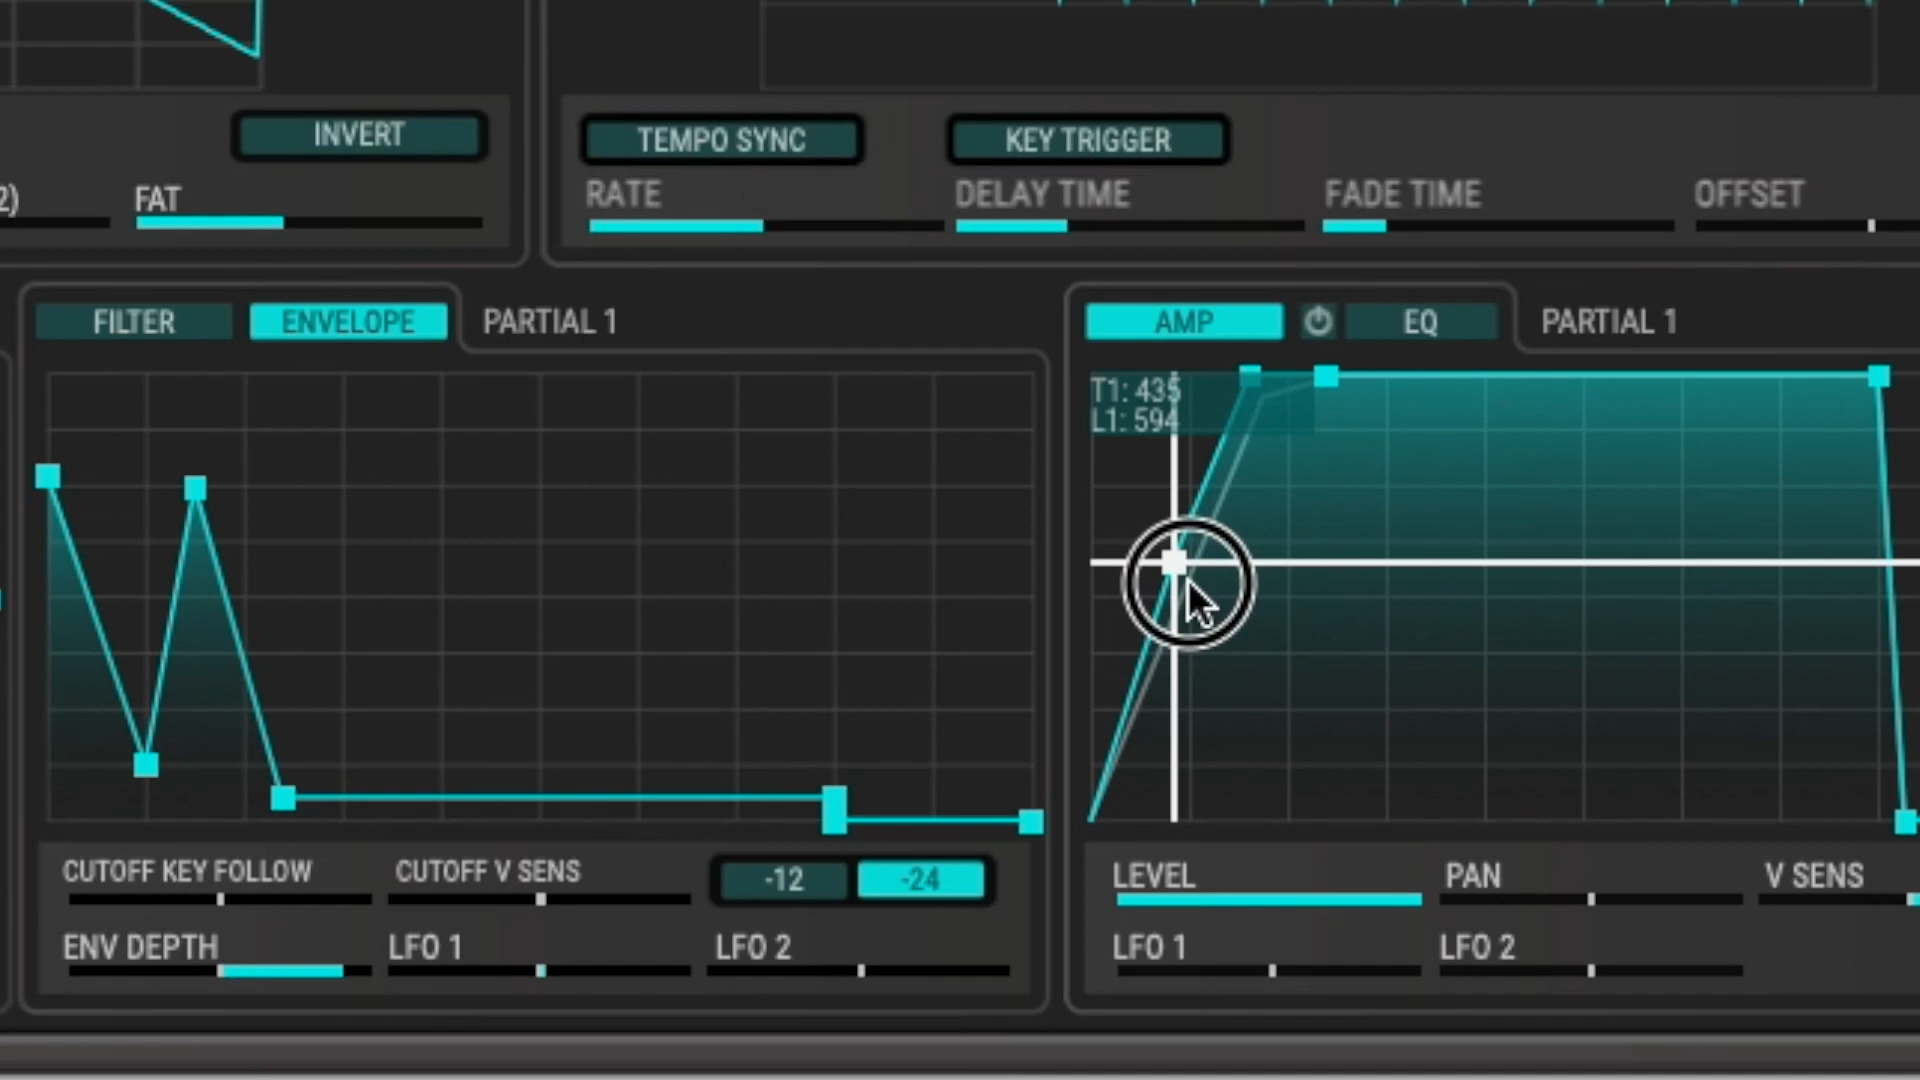 INVERT
TEMPO SYNC
KEY TRIGGER
2)
FAT
RATE
DELAY TIME
FADE TIME
OFFSET
FILTER
ENVELOPE
PARTIAL 1
AMP
EQ
PARTIAL 1
T1: 435
L1: 594
CUTOFF KEY FOLLOW
CUTOFF V SENS
-12
-24
ENV DEPTH
LFO 1
LFO 2
LEVEL
PAN
V SENS
LFO 1
LFO 2